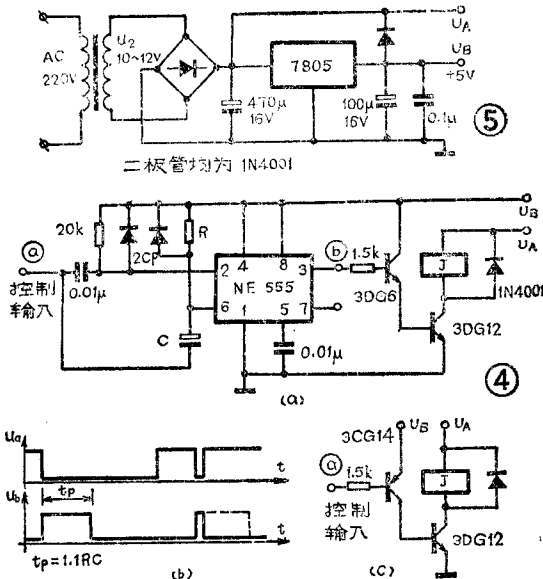 AC
220V
u₂
10~12V
7805
470μ
16V
100μ
16V
0.1μ
UA
UB
+5V
⑤
二极管均为 1N4001
ⓐ
控制
输入
20k
0.01μ
2CP
R
C
4 8
2 3
NE 555
6 7
1 5
0.01μ
ⓑ
1.5k
3DG6
J
3DG12
1N4001
UB
UA
④
(a)
ua
t
tp
ub
t
tp=1.1RC
(b)
3CG14
UB UA
ⓐ
1.5k
控制
输入
J
3DG12
(c)